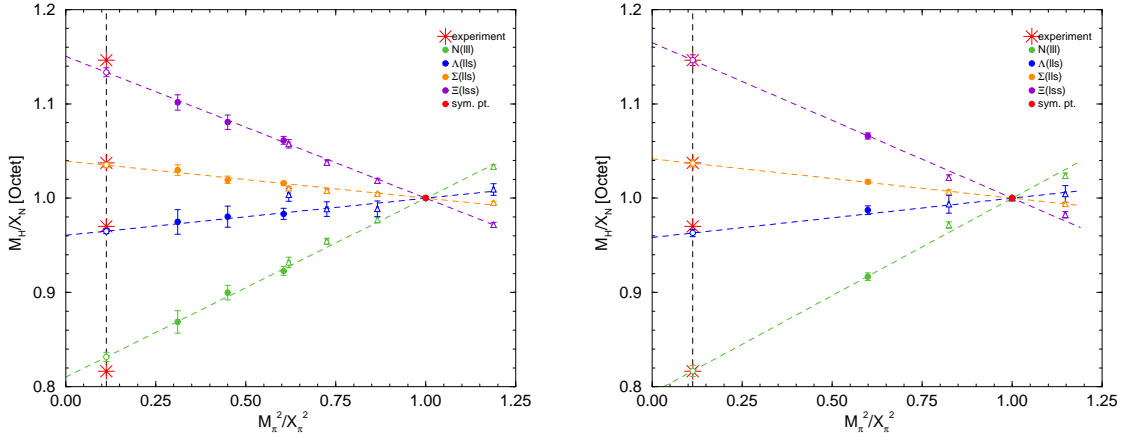 1.2
1.1
1.0
0.9
0.8
M_H/X_N [Octet]
experiment
N(lll)
Λ(lls)
Σ(lls)
Ξ(lss)
sym. pt.
0.00 0.25 0.50 0.75 1.00 1.25
M_π^2/X_π^2
1.2
1.1
1.0
0.9
0.8
M_H/X_N [Octet]
experiment
N(lll)
Λ(lls)
Σ(lls)
Ξ(lss)
sym. pt.
0.00 0.25 0.50 0.75 1.00 1.25
M_π^2/X_π^2